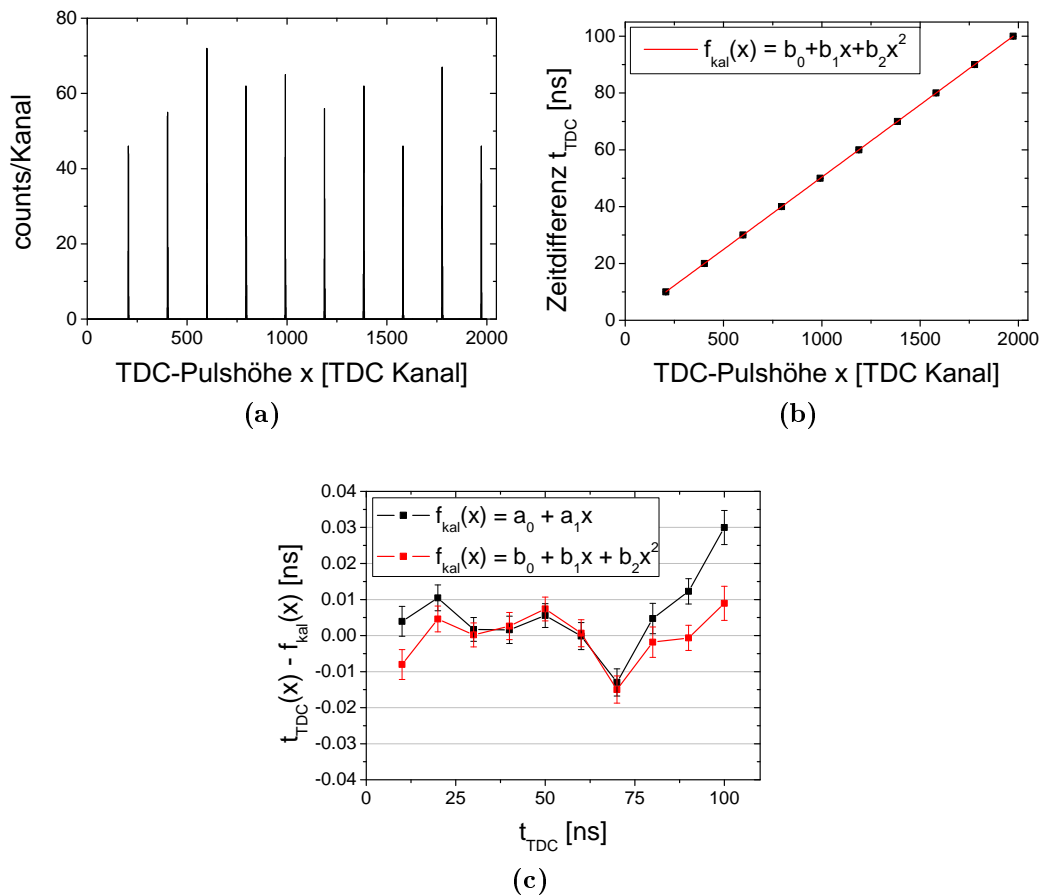 80
60
40
20
0
0 500 1000 1500 2000
counts/Kanal
TDC-Pulshöhe x [TDC Kanal]
(a)
f_kal(x) = b_0+b_1x+b_2x^2
100
80
60
40
20
0
0 500 1000 1500 2000
Zeitdifferenz t_TDC [ns]
TDC-Pulshöhe x [TDC Kanal]
(b)
f_kal(x) = a_0 + a_1x
f_kal(x) = b_0 + b_1x + b_2x^2
0.04
0.03
0.02
0.01
0.00
-0.01
-0.02
-0.03
-0.04
0 25 50 75 100
t_TDC(x) - f_kal(x) [ns]
t_TDC [ns]
(c)